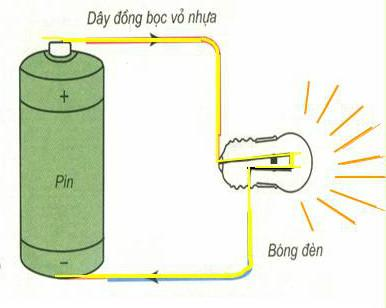 Dây đồng bọc vỏ nhựa
+
Pin
Bóng đèn
−